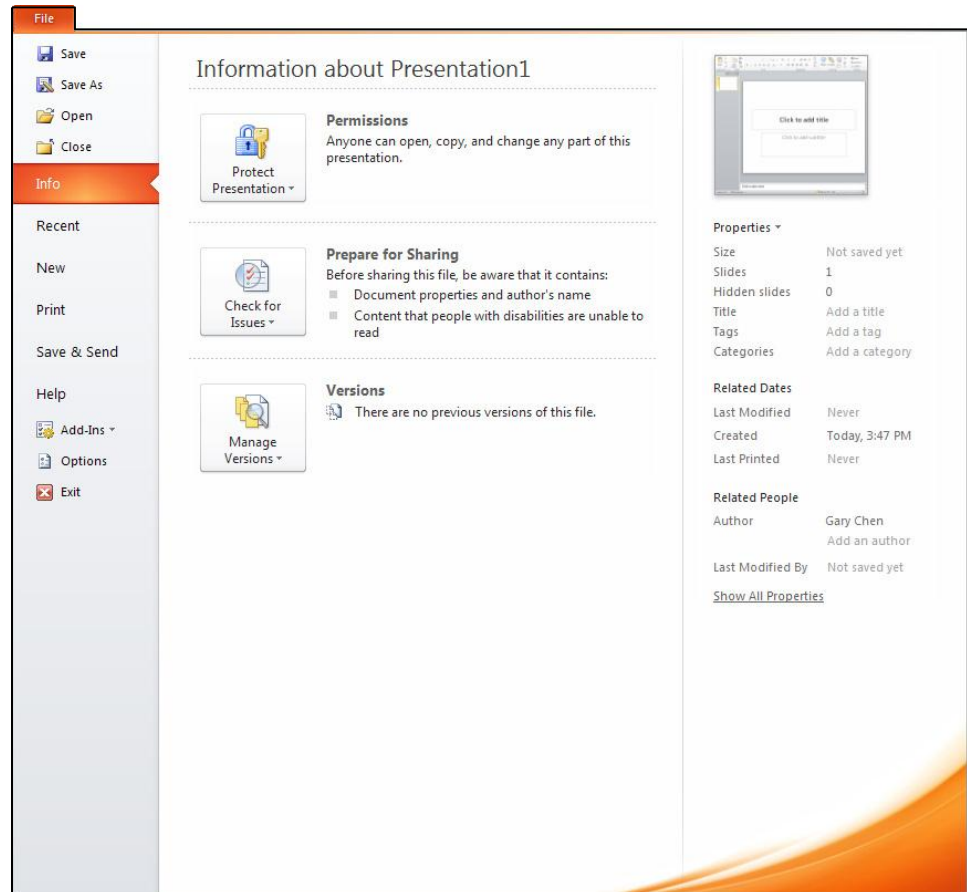 File
Save
Save As
Open
Close
Info
Recent
New
Print
Save & Send
Help
Add-Ins
Options
Exit
Information about Presentation1
Protect
Presentation
Permissions
Anyone can open, copy, and change any part of this
presentation.
Check for
Issues
Prepare for Sharing
Before sharing this file, be aware that it contains:
Document properties and author's name
Content that people with disabilities are unable to
read
Manage
Versions
Versions
There are no previous versions of this file.
Click to add title
Properties
Size Not saved yet
Slides 1
Hidden slides 0
Title Add a title
Tags Add a tag
Categories Add a category
Related Dates
Last Modified Never
Created Today, 3:47 PM
Last Printed Never
Related People
Author Gary Chen
Add an author
Last Modified By Not saved yet
Show All Properties